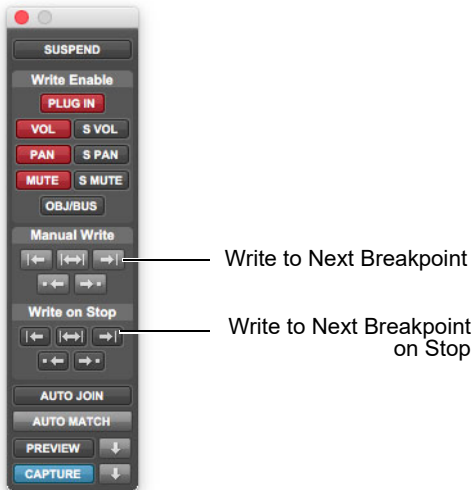 SUSPEND
Write Enable
PLUG IN
VOL S VOL
PAN S PAN
MUTE S MUTE
OBJ/BUS
Manual Write
Write to Next Breakpoint
Write on Stop
Write to Next Breakpoint
on Stop
AUTO JOIN
AUTO MATCH
PREVIEW
CAPTURE